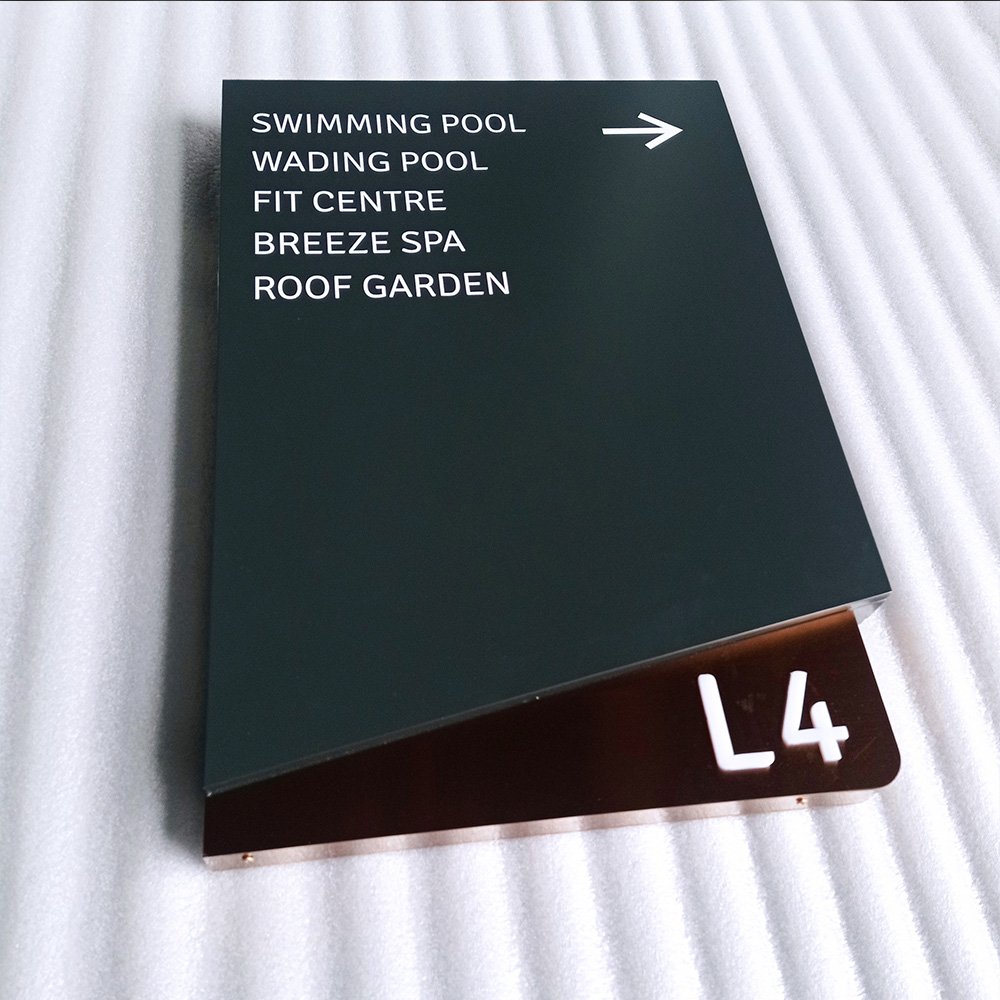 SWIMMING POOL
WADING POOL
FIT CENTRE
BREEZE SPA
ROOF GARDEN
L4